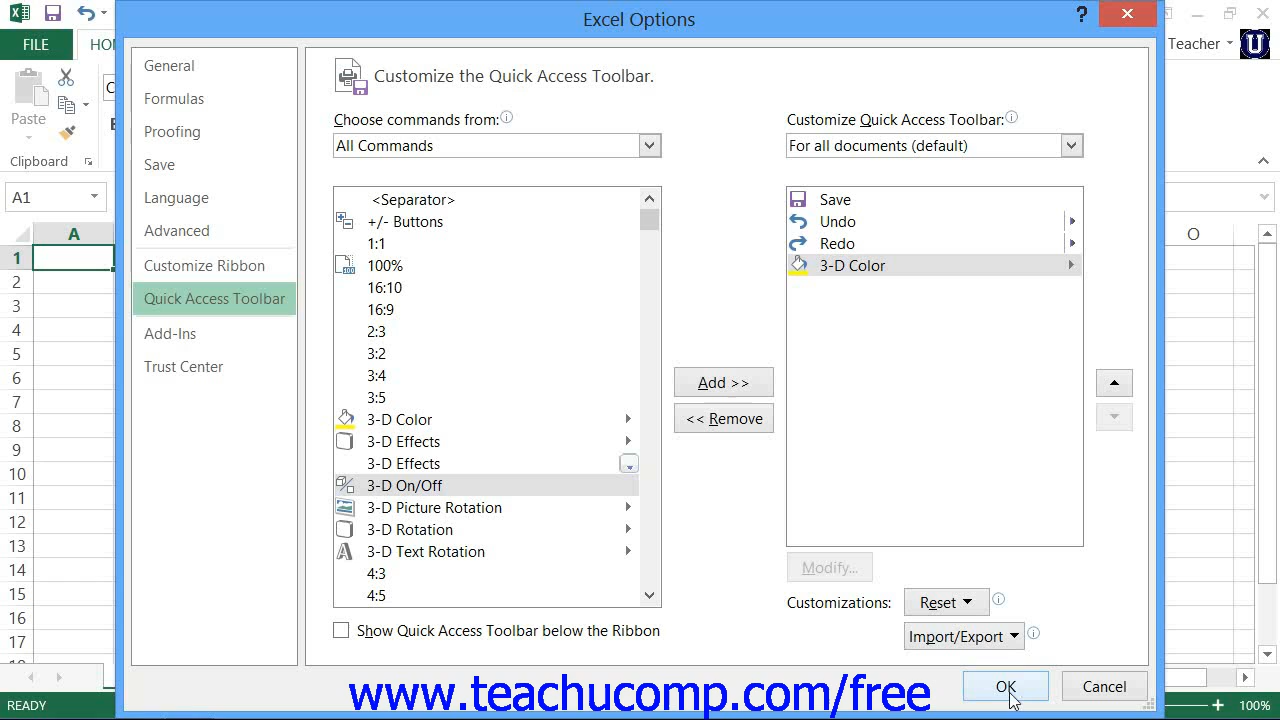 Excel Options
?
FILE
HO
Teacher
Paste
Clipboard
A1
A
O
1
2
3
4
5
6
7
8
9
10
11
12
13
14
15
16
17
General
Formulas
Proofing
Save
Language
Advanced
Customize Ribbon
Quick Access Toolbar
Add-Ins
Trust Center
Customize the Quick Access Toolbar.
Choose commands from:
All Commands
<Separator>
+/- Buttons
1:1
100%
16:10
16:9
2:3
3:2
3:4
3:5
3-D Color
3-D Effects
3-D Effects
3-D On/Off
3-D Picture Rotation
3-D Rotation
3-D Text Rotation
4:3
4:5
Show Quick Access Toolbar below the Ribbon
Add >>
<< Remove
Customize Quick Access Toolbar:
For all documents (default)
Save
Undo
Redo
3-D Color
Modify...
Customizations:
Reset
Import/Export
OK
Cancel
www.teachucomp.com/free
READY
100%